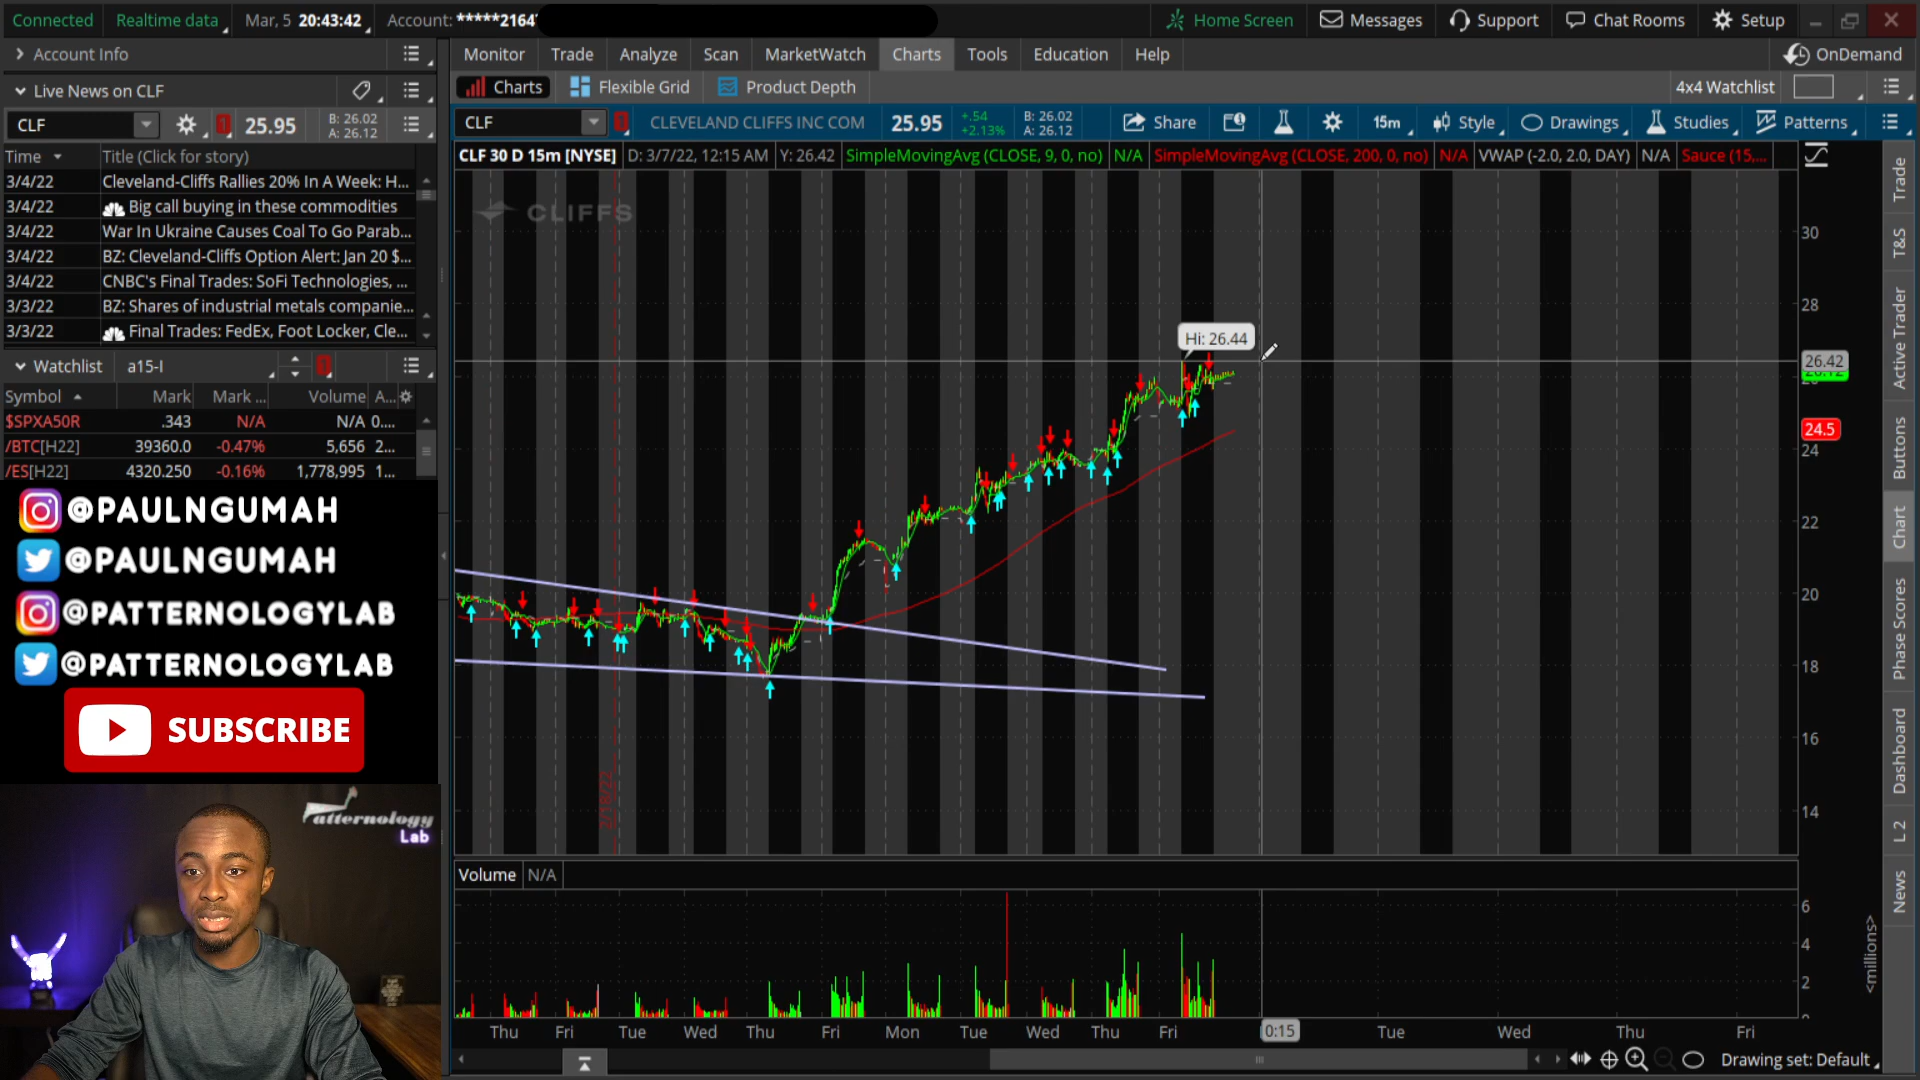 Connected Realtime data Mar, 5 20:43:42 Account: *****2164 Home Screen Messages Support Chat Rooms Setup
Account Info
Monitor Trade Analyze Scan MarketWatch Charts Tools Education Help OnDemand
Live News on CLF
Charts Flexible Grid Product Depth 4x4 Watchlist
CLF 25.95 B: 26.02 A: 26.12
CLF CLEVELAND CLIFFS INC COM 25.95 +.54 +2.13% B: 26.02 A: 26.12 Share 15m Style Drawings Studies Patterns
Time Title (Click for story)
CLF 30 D 15m [NYSE] D: 3/7/22, 12:15 AM Y: 26.42 SimpleMovingAvg (CLOSE, 9, 0, no) N/A SimpleMovingAvg (CLOSE, 200, 0, no) N/A VWAP (-2.0, 2.0, DAY) N/A Sauce (15,...
3/4/22 Cleveland-Cliffs Rallies 20% In A Week: H...
3/4/22 Big call buying in these commodities
3/4/22 War In Ukraine Causes Coal To Go Parab...
3/4/22 BZ: Cleveland-Cliffs Option Alert: Jan 20 $...
3/4/22 CNBC's Final Trades: SoFi Technologies, ...
3/3/22 BZ: Shares of industrial metals companie...
3/3/22 Final Trades: FedEx, Foot Locker, Cle...
Watchlist a15-I
Symbol Mark Mark ... Volume A...
$SPXA50R .343 N/A N/A 0....
/BTC[H22] 39360.0 -0.47% 5,656 2...
/ES[H22] 4320.250 -0.16% 1,778,995 1...
@PAULNGUMAH
@PAULNGUMAH
@PATTERNOLOGYLAB
@PATTERNOLOGYLAB
SUBSCRIBE
Patternology
Lab
CLIFFS
Hi: 26.44
2/18/22
30
28
26.42
24.5
24
22
20
18
16
14
Volume N/A
6
4
2
0
<millions>
Thu Fri Tue Wed Thu Fri Mon Tue Wed Thu Fri 0:15 Tue Wed Thu Fri
Drawing set: Default
Trade
T&S
Active Trader
Buttons
Chart
Phase Scores
Dashboard
L 2
News